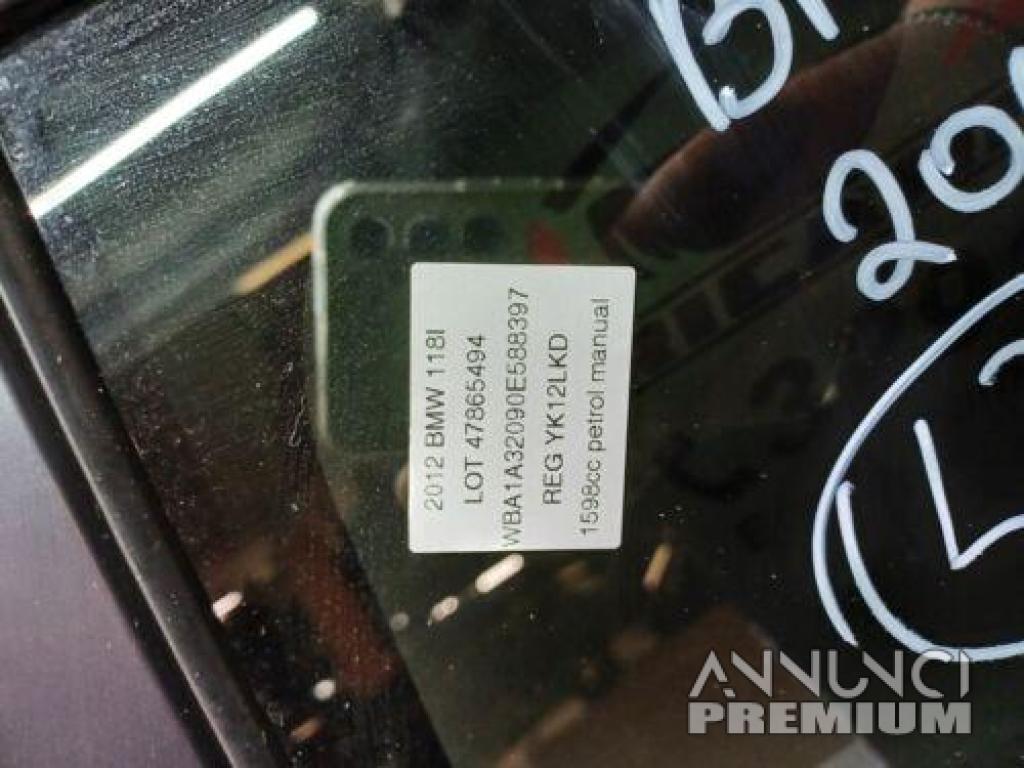 2012 BMW 118I
LOT 47865494
WBA1A32090E588397
REG YK12LKD
1598cc petrol manual
ANNUNCI
PREMIUM